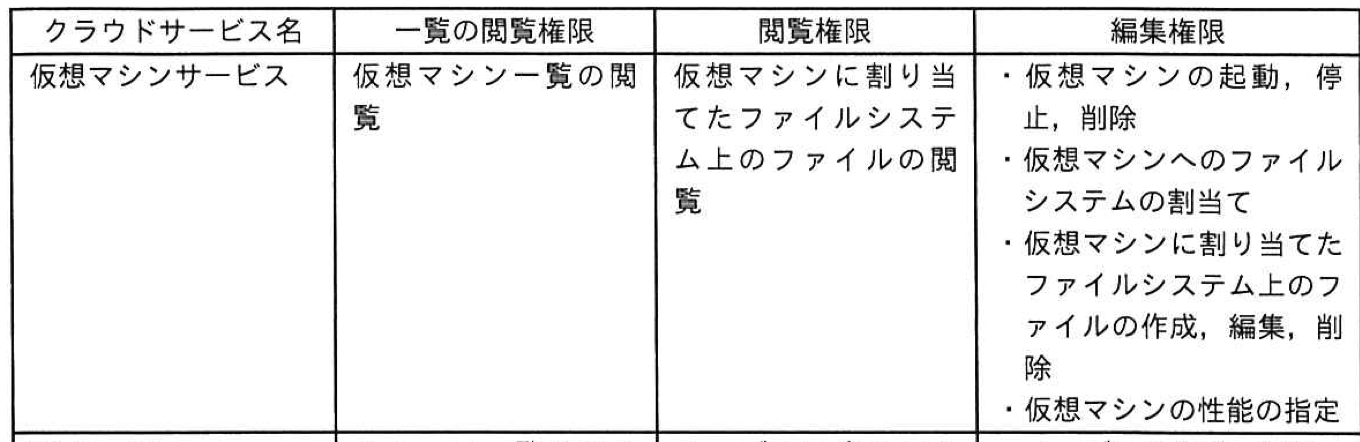 クラウドサービス名
一覧の閲覧権限
閲覧権限
編集権限
仮想マシンサービス
仮想マシン一覧の閲
覧
仮想マシンに割り当
てたファイルシステ
ム上のファイルの閲
覧
・仮想マシンの起動，停
止，削除
・仮想マシンへのファイル
システムの割当て
・仮想マシンに割り当てた
ファイルシステム上のフ
ァイルの作成，編集，削
除
・仮想マシンの性能の指定